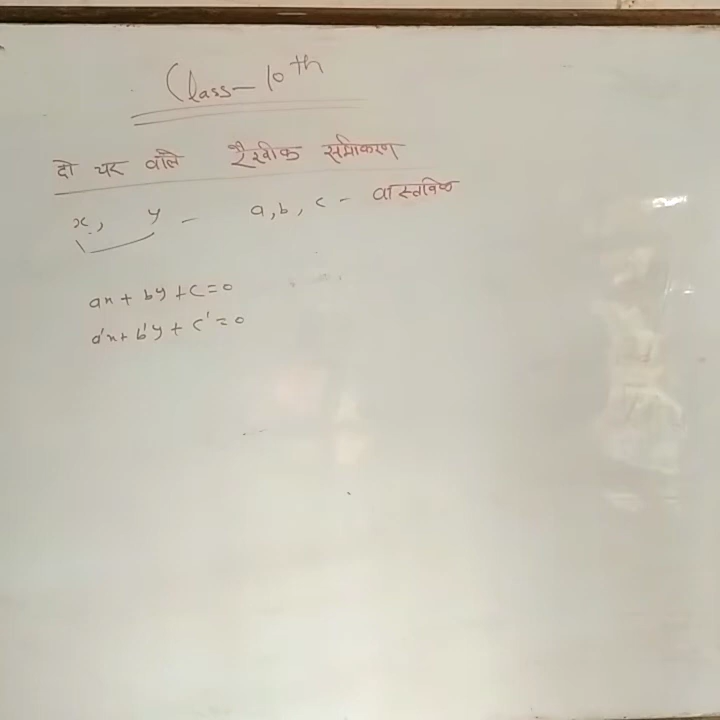 Class - 10th
दो चर वाले रैखीक समीकरण
x, y - a, b, c - वास्तविक
ax + by + c = 0
a'x + b'y + c' = 0